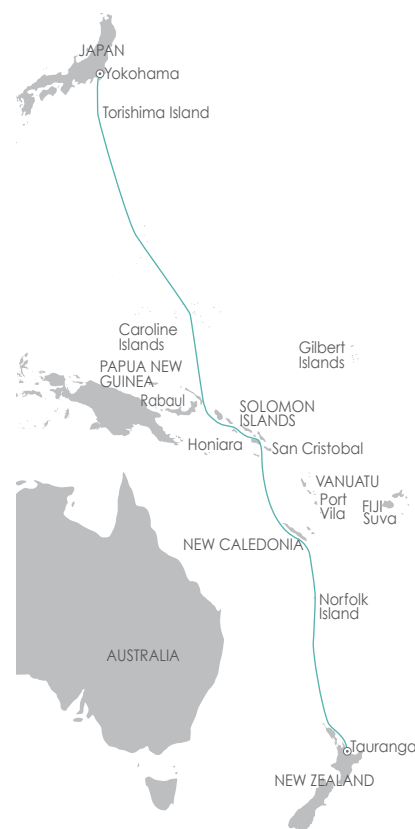 JAPAN
Yokohama
Torishima Island
Caroline
Islands
Gilbert
Islands
PAPUA NEW
GUINEA
Rabaul
SOLOMON
ISLANDS
Honiara
San Cristobal
VANUATU
Port
Vila
FIJI
Suva
NEW CALEDONIA
Norfolk
Island
AUSTRALIA
Tauranga
NEW ZEALAND